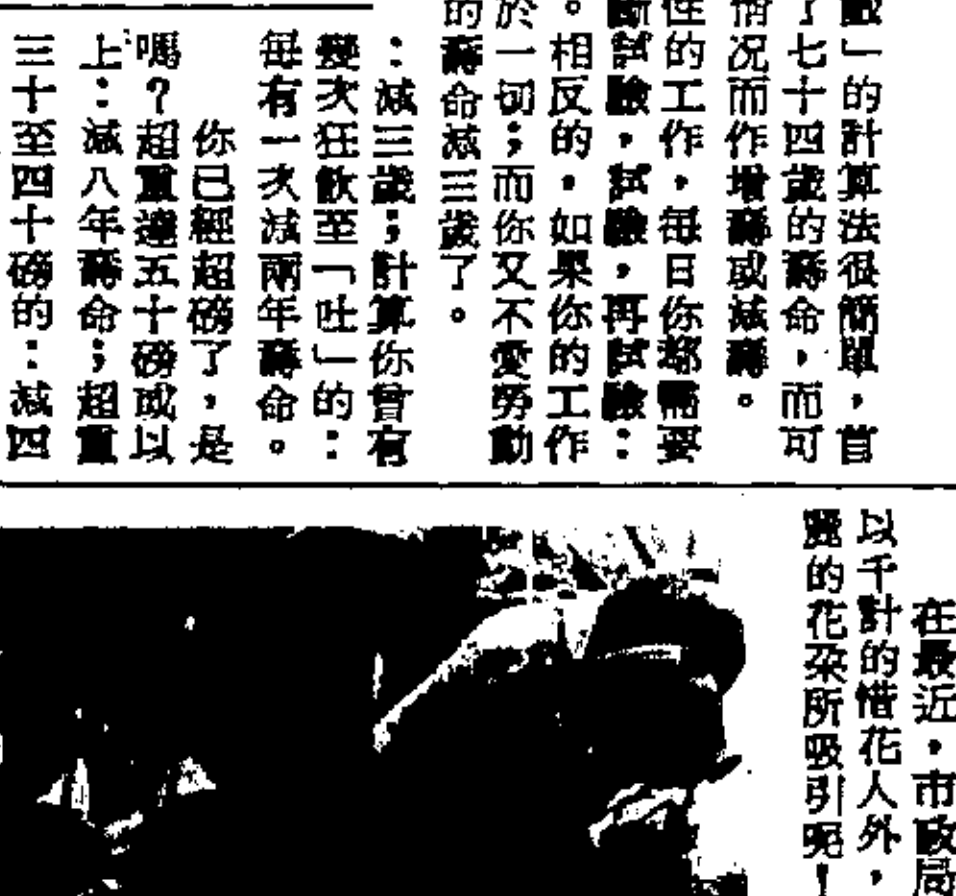 」的計算法很簡單，首
了七十四歲的壽命，而可
情况而作增壽或減壽。
性的工作，每日你都需要
斷試驗，試驗，再試驗：
。相反的，如果你的工作
於一切；而你又不愛勞動
的壽命減三歲了。
：減三歲；計算你曾有
幾次狂飲至「吐」的：
每有一次減兩年壽命。
你已經超磅了，是
嗎？超重達五十磅或以
上：減八年壽命；超重
三十至四十磅的：減四
在最近，市政局
以千計的惜花人外，
麗的花朶所吸引呢！